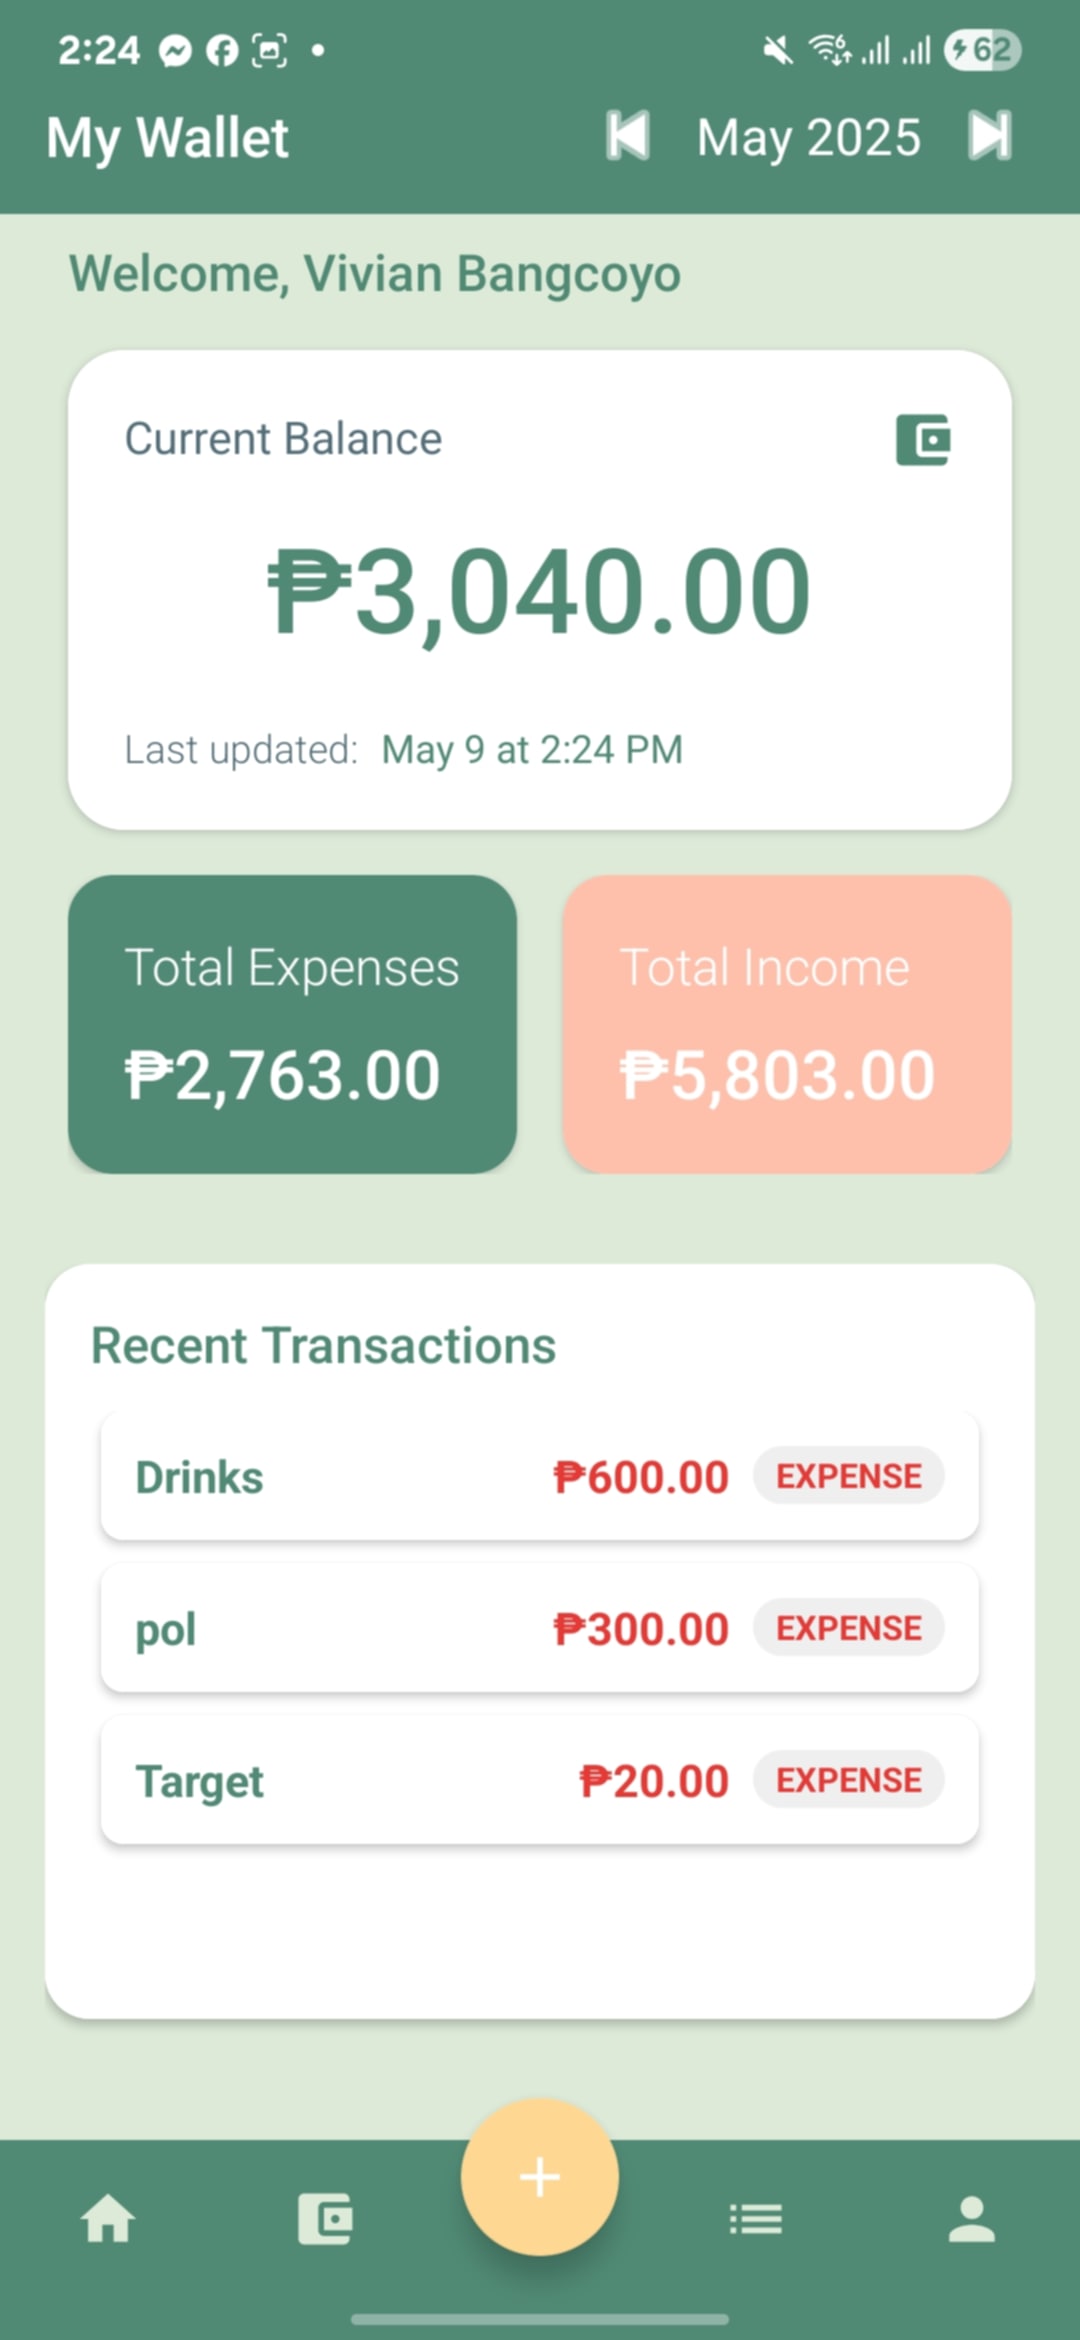 2:24 62
My Wallet May 2025
Welcome, Vivian Bangcoyo
Current Balance
₱3,040.00
Last updated: May 9 at 2:24 PM
Total Expenses Total Income
₱2,763.00 ₱5,803.00
Recent Transactions
Drinks ₱600.00 EXPENSE
pol ₱300.00 EXPENSE
Target ₱20.00 EXPENSE
+